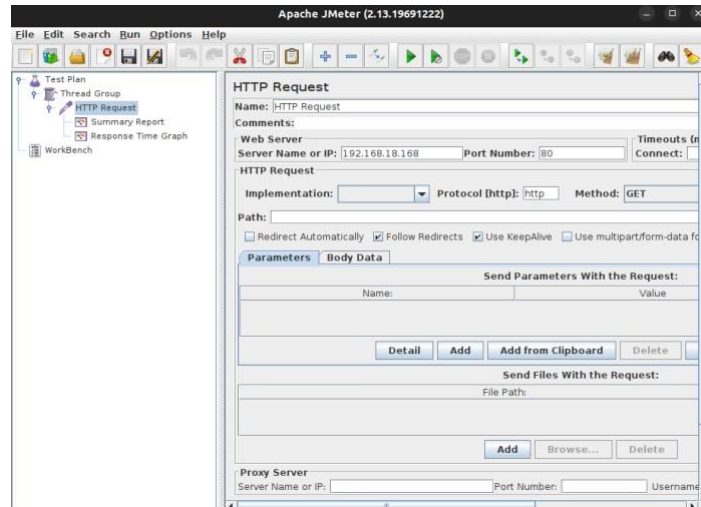 Apache JMeter (2.13.19691222)
File Edit Search Run Options Help
Test Plan
Thread Group
HTTP Request
Summary Report
Response Time Graph
WorkBench
HTTP Request
Name: HTTP Request
Comments:
Web Server
Timeouts (m
Server Name or IP: 192.168.18.168 Port Number: 80 Connect:
HTTP Request
Implementation: Protocol [http]: http Method: GET
Path:
Redirect Automatically Follow Redirects Use KeepAlive Use multipart/form-data fo
Parameters Body Data
Send Parameters With the Request:
Name: Value
Detail Add Add from Clipboard Delete
Send Files With the Request:
File Path:
Add Browse... Delete
Proxy Server
Server Name or IP: Port Number: Username